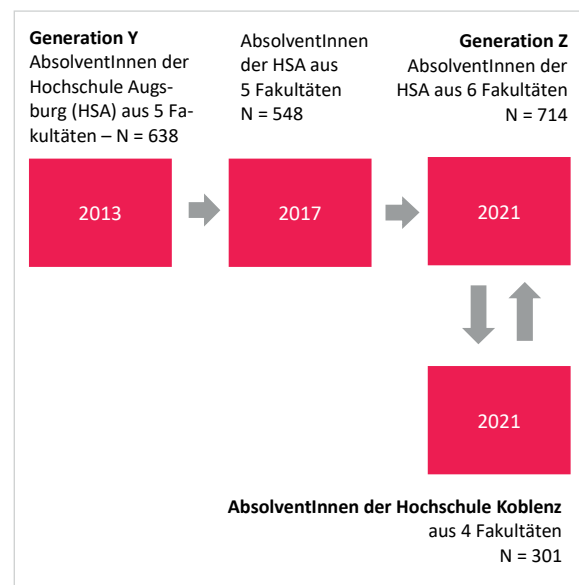 Generation Y
AbsolventInnen der
Hochschule Augs-
burg (HSA) aus 5 Fa-
kultäten – N = 638
AbsolventInnen
der HSA aus
5 Fakultäten
N = 548
Generation Z
AbsolventInnen der
HSA aus 6 Fakultäten
N = 714
2013
2017
2021
2021
AbsolventInnen der Hochschule Koblenz
aus 4 Fakultäten
N = 301